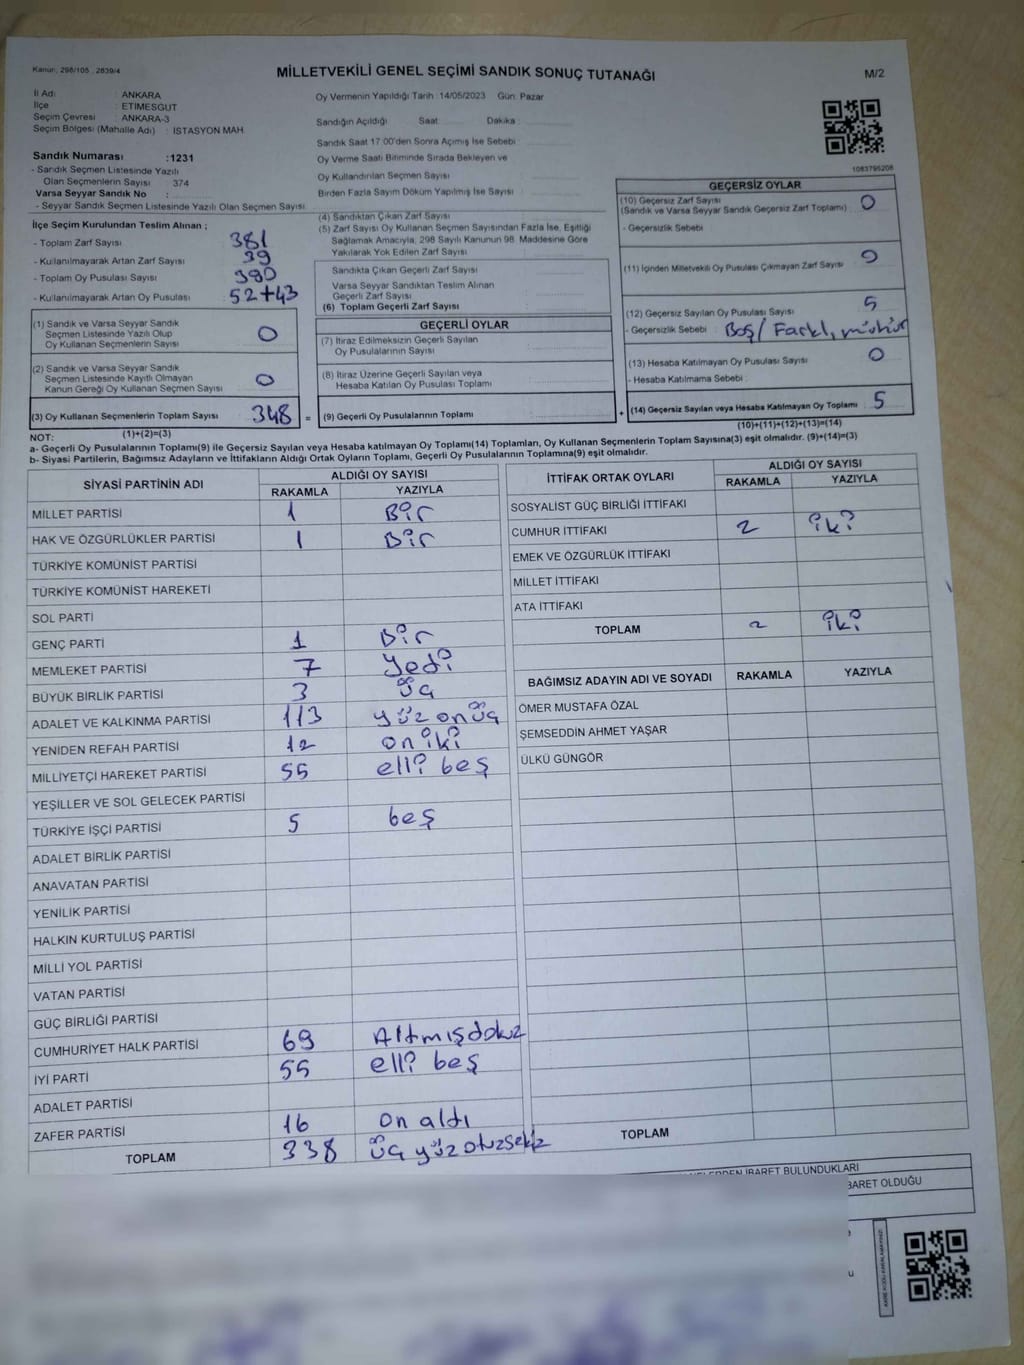 Kanun: 298/105 , 2839/4
MİLLETVEKİLİ GENEL SEÇİMİ SANDIK SONUÇ TUTANAĞI
M/2
İl Adı : ANKARA
İlçe : ETİMESGUT
Seçim Çevresi : ANKARA-3
Seçim Bölgesi (Mahalle Adı) : İSTASYON MAH.
Sandık Numarası :1231
- Sandık Seçmen Listesinde Yazılı
Olan Seçmenlerin Sayısı 374
Varsa Seyyar Sandık No :
- Seyyar Sandık Seçmen Listesinde Yazılı Olan Seçmen Sayısı
Oy Vermenin Yapıldığı Tarih :14/05/2023 Gün: Pazar
Sandığın Açıldığı Saat Dakika
Sandık Saat 17:00'den Sonra Açımış İse Sebebi
Oy Verme Saati Bitiminde Sırada Bekleyen ve
Oy Kullandırılan Seçmen Sayısı
Birden Fazla Sayım Döküm Yapılmış İse Sayısı
1083795208
İlçe Seçim Kurulundan Teslim Alınan ;
- Toplam Zarf Sayısı 381
- Kullanılmayarak Artan Zarf Sayısı 39
- Toplam Oy Pusulası Sayısı 390
- Kullanılmayarak Artan Oy Pusulası 52+43
(4) Sandıktan Çıkan Zarf Sayısı
(5) Zarf Sayısı Oy Kullanan Seçmen Sayısından Fazla İse, Eşitliği
Sağlamak Amacıyla, 298 Sayılı Kanunun 98. Maddesine Göre
Yakılarak Yok Edilen Zarf Sayısı
Sandıkta Çıkan Geçerli Zarf Sayısı
Varsa Seyyar Sandıktan Teslim Alınan
Geçerli Zarf Sayısı
(6) Toplam Geçerli Zarf Sayısı
GEÇERSİZ OYLAR
(10) Geçersiz Zarf Sayısı 0
(Sandık ve Varsa Seyyar Sandık Geçersiz Zarf Toplamı)
- Geçersizlik Sebebi
(11) İçinden Milletvekili Oy Pusulası Çıkmayan Zarf Sayısı 0
(12) Geçersiz Sayılan Oy Pusulası Sayısı 5
- Geçersizlik Sebebi : Boş/ Farklı mühür
(13) Hesaba Katılmayan Oy Pusulası Sayısı 0
- Hesaba Katılmama Sebebi
(14) Geçersiz Sayılan veya Hesaba Katılmayan Oy Toplamı 5
(10)+(11)+(12)+(13)=(14)
(1) Sandık ve Varsa Seyyar Sandık
Seçmen Listesinde Yazılı Olup
Oy Kullanan Seçmenlerin Sayısı 0
(2) Sandık ve Varsa Seyyar Sandık
Seçmen Listesinde Kayıtlı Olmayan
Kanun Gereği Oy Kullanan Seçmen Sayısı 0
(3) Oy Kullanan Seçmenlerin Toplam Sayısı 348 =
(1)+(2)=(3)
GEÇERLİ OYLAR
(7) İtiraz Edilmeksizin Geçerli Sayılan
Oy Pusulalarının Sayısı
(8) İtiraz Üzerine Geçerli Sayılan veya
Hesaba Katılan Oy Pusulası Toplamı
(9) Geçerli Oy Pusulalarının Toplamı +
NOT:
a- Geçerli Oy Pusulalarının Toplamı(9) ile Geçersiz Sayılan veya Hesaba katılmayan Oy Toplamı(14) Toplamları, Oy Kullanan Seçmenlerin Toplam Sayısına(3) eşit olmalıdır. (9)+(14)=(3)
b- Siyasi Partilerin, Bağımsız Adayların ve İttifakların Aldığı Ortak Oyların Toplamı, Geçerli Oy Pusulalarının Toplamına(9) eşit olmalıdır.
SİYASİ PARTİNİN ADI ALDIĞI OY SAYISI
RAKAMLA YAZIYLA
MİLLET PARTİSİ 1 Bir
HAK VE ÖZGÜRLÜKLER PARTİSİ 1 Bir
TÜRKİYE KOMÜNİST PARTİSİ
TÜRKİYE KOMÜNİST HAREKETİ
SOL PARTİ
GENÇ PARTİ 1 Bir
MEMLEKET PARTİSİ 7 Yedi
BÜYÜK BİRLİK PARTİSİ 3 üç
ADALET VE KALKINMA PARTİSİ 113 yüz onüç
YENİDEN REFAH PARTİSİ 12 on iki
MİLLİYETÇİ HAREKET PARTİSİ 55 elli beş
YEŞİLLER VE SOL GELECEK PARTİSİ
TÜRKİYE İŞÇİ PARTİSİ 5 beş
ADALET BİRLİK PARTİSİ
ANAVATAN PARTİSİ
YENİLİK PARTİSİ
HALKIN KURTULUŞ PARTİSİ
MİLLİ YOL PARTİSİ
VATAN PARTİSİ
GÜÇ BİRLİĞİ PARTİSİ
CUMHURİYET HALK PARTİSİ 69 Altmışdokuz
İYİ PARTİ 55 elli beş
ADALET PARTİSİ
ZAFER PARTİSİ 16 on altı
TOPLAM 338 üç yüz otuzsekiz
İTTİFAK ORTAK OYLARI ALDIĞI OY SAYISI
RAKAMLA YAZIYLA
SOSYALİST GÜÇ BİRLİĞİ İTTİFAKI
CUMHUR İTTİFAKI 2 iki
EMEK VE ÖZGÜRLÜK İTTİFAKI
MİLLET İTTİFAKI
ATA İTTİFAKI
TOPLAM 2 iki
BAĞIMSIZ ADAYIN ADI VE SOYADI RAKAMLA YAZIYLA
ÖMER MUSTAFA ÖZAL
ŞEMSEDDİN AHMET YAŞAR
ÜLKÜ GÜNGÖR
TOPLAM
İBARET BULUNDUKLARI
BARET OLDUĞU